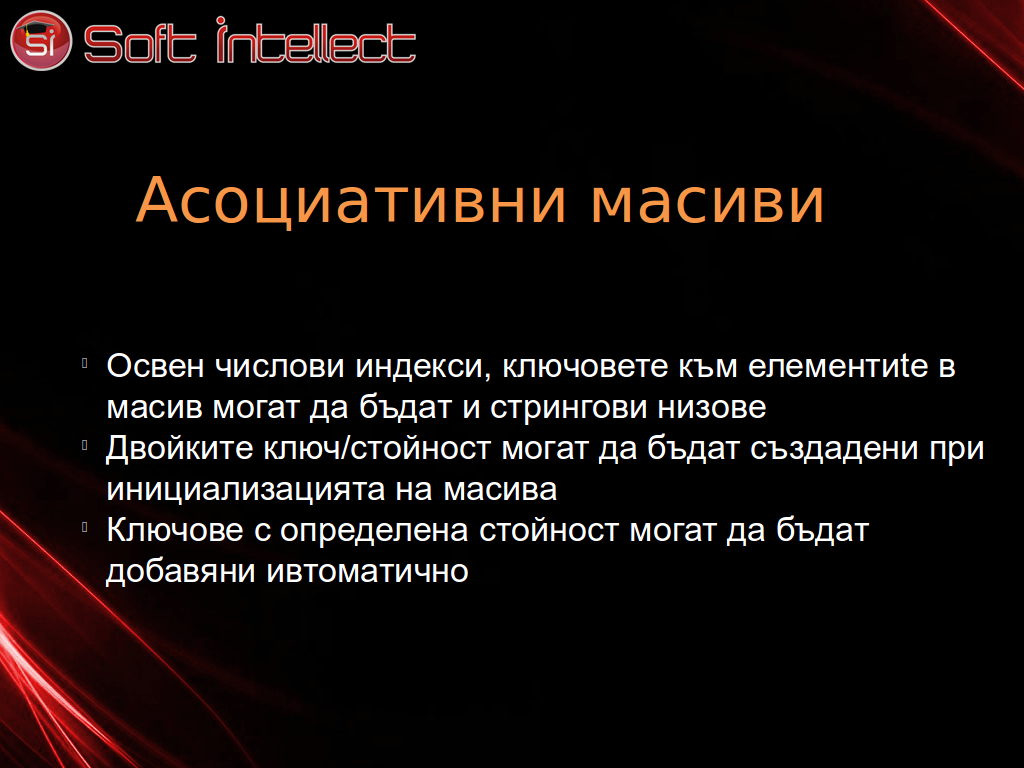 Si Soft intellect
Асоциативни масиви
Освен числови индекси, ключовете към елементиte в
масив могат да бъдат и стрингови низове
Двойките ключ/стойност могат да бъдат създадени при
инициализацията на масива
Ключове с определена стойност могат да бъдат
добавяни ивтоматично